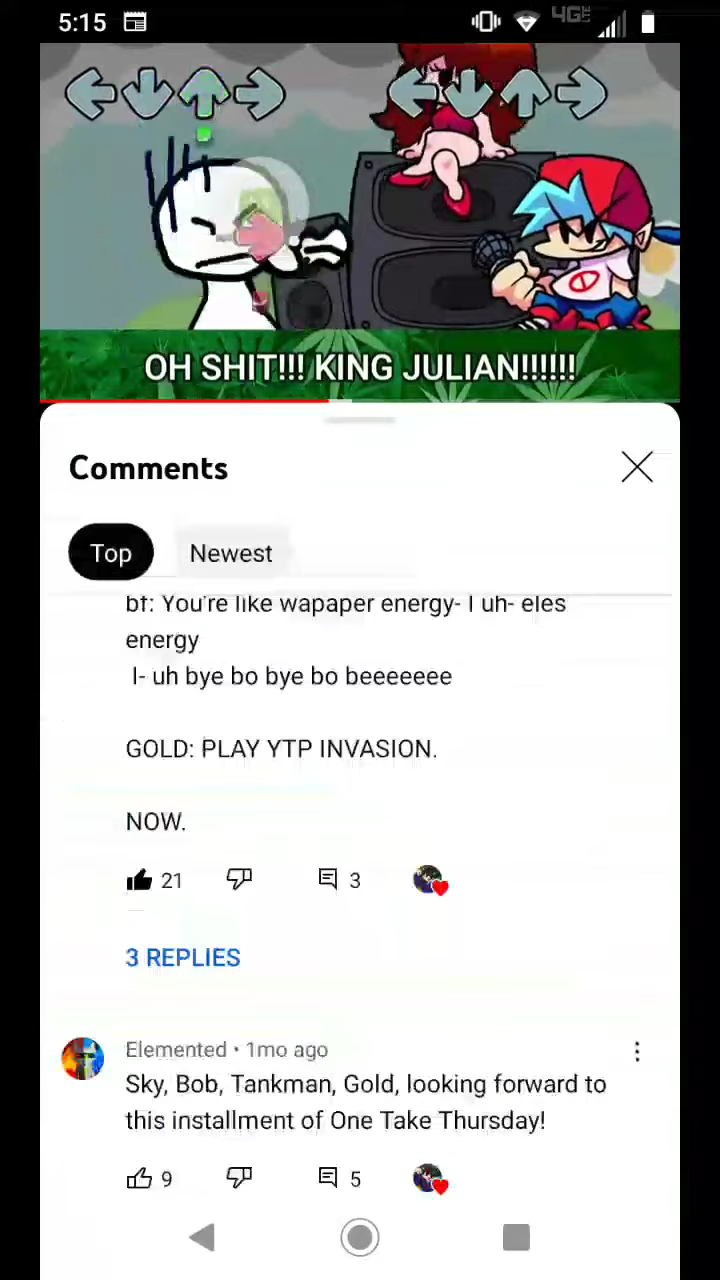 5:15
4G
OH SHIT!!! KING JULIAN!!!!!!
Comments
Top
Newest
bf: You're like wapaper energy- I uh- eles
energy
I- uh bye bo bye bo beeeeeee
GOLD: PLAY YTP INVASION.
NOW.
21
3
3 REPLIES
Elemented • 1mo ago
Sky, Bob, Tankman, Gold, looking forward to
this installment of One Take Thursday!
9
5